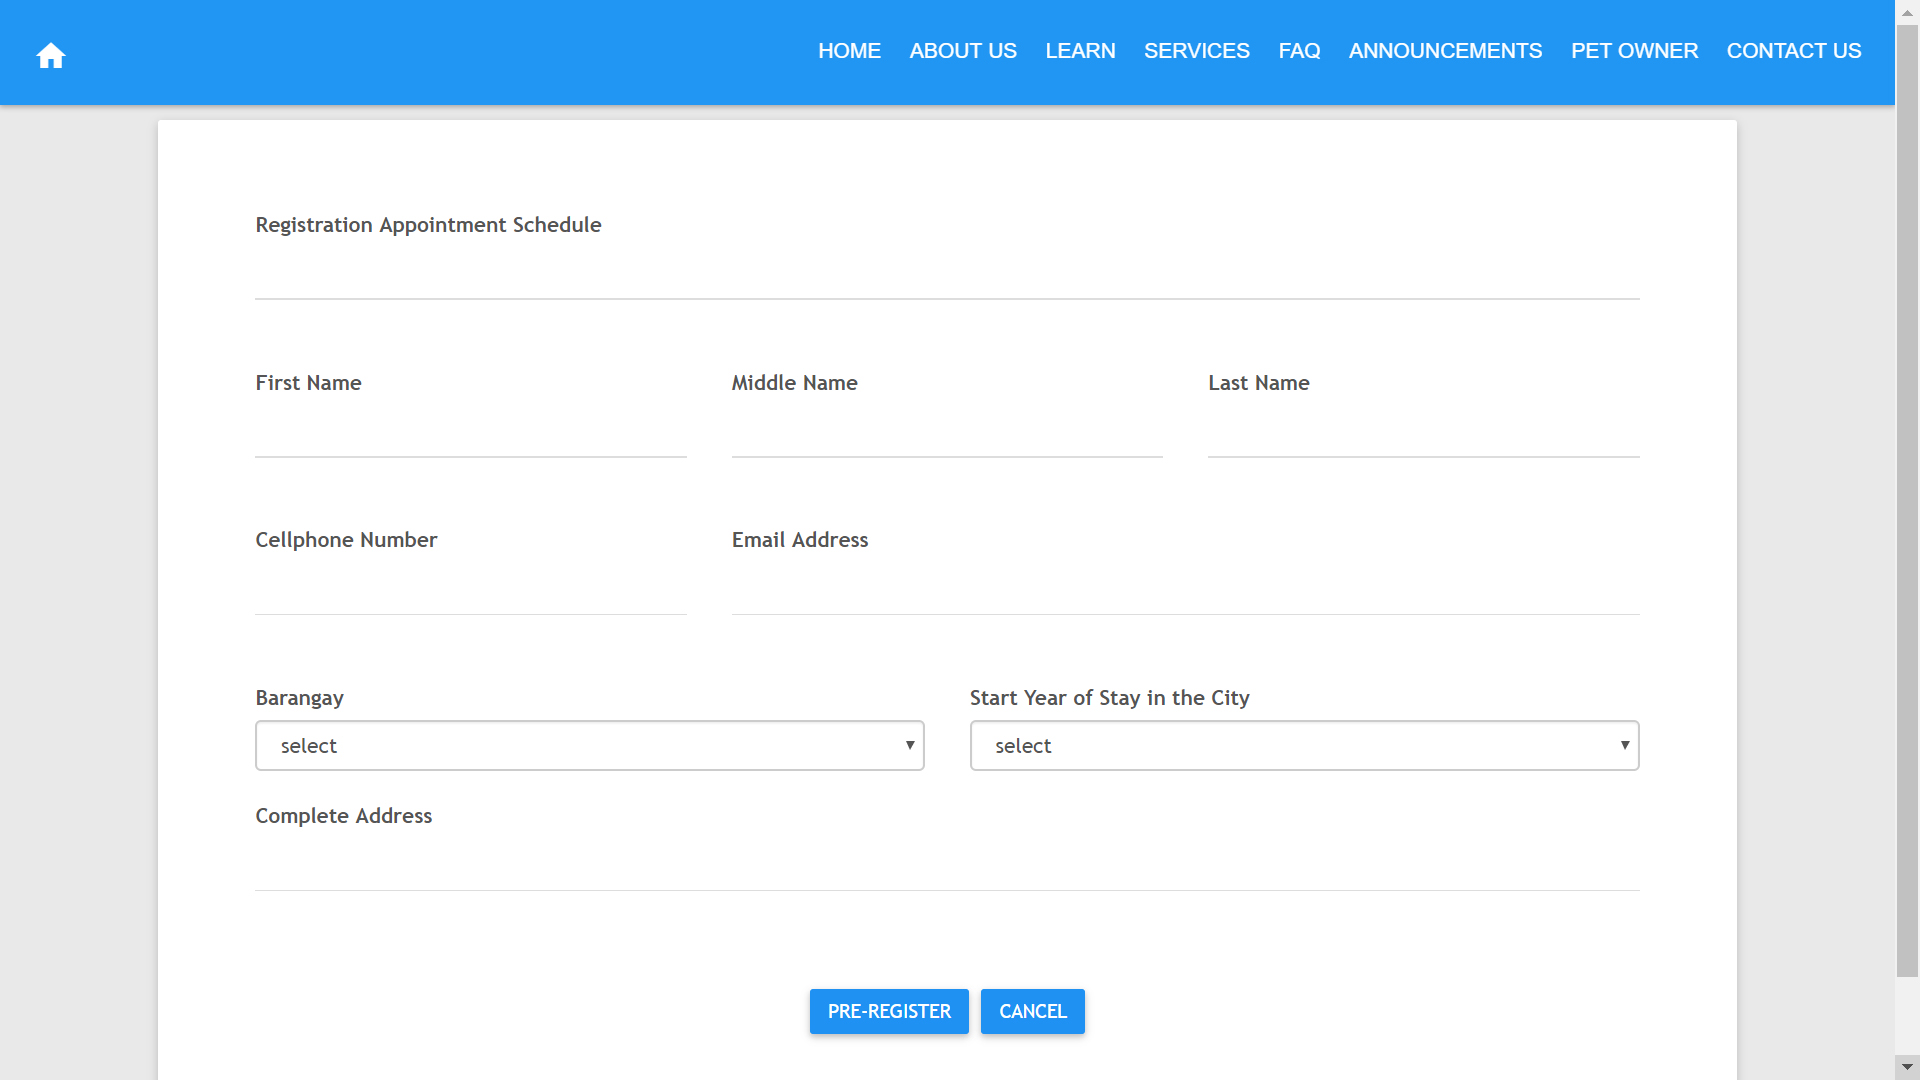 HOME ABOUT US LEARN SERVICES FAQ ANNOUNCEMENTS PET OWNER CONTACT US
Registration Appointment Schedule
First Name Middle Name Last Name
Cellphone Number Email Address
Barangay Start Year of Stay in the City
select select
Complete Address
PRE-REGISTER CANCEL